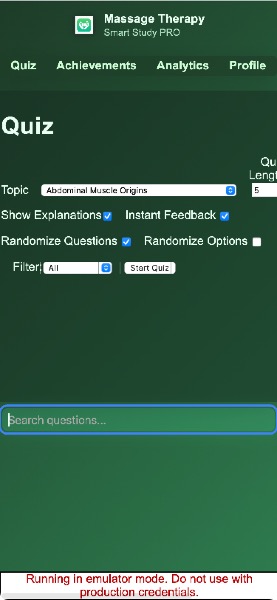 Massage Therapy
Smart Study PRO
Quiz Achievements Analytics Profile
Quiz
Qu
Topic Abdominal Muscle Origins Lengt 5
Show Explanations Instant Feedback
Randomize Questions Randomize Options
Filter: All Start Quiz
Search questions...
Running in emulator mode. Do not use with
production credentials.